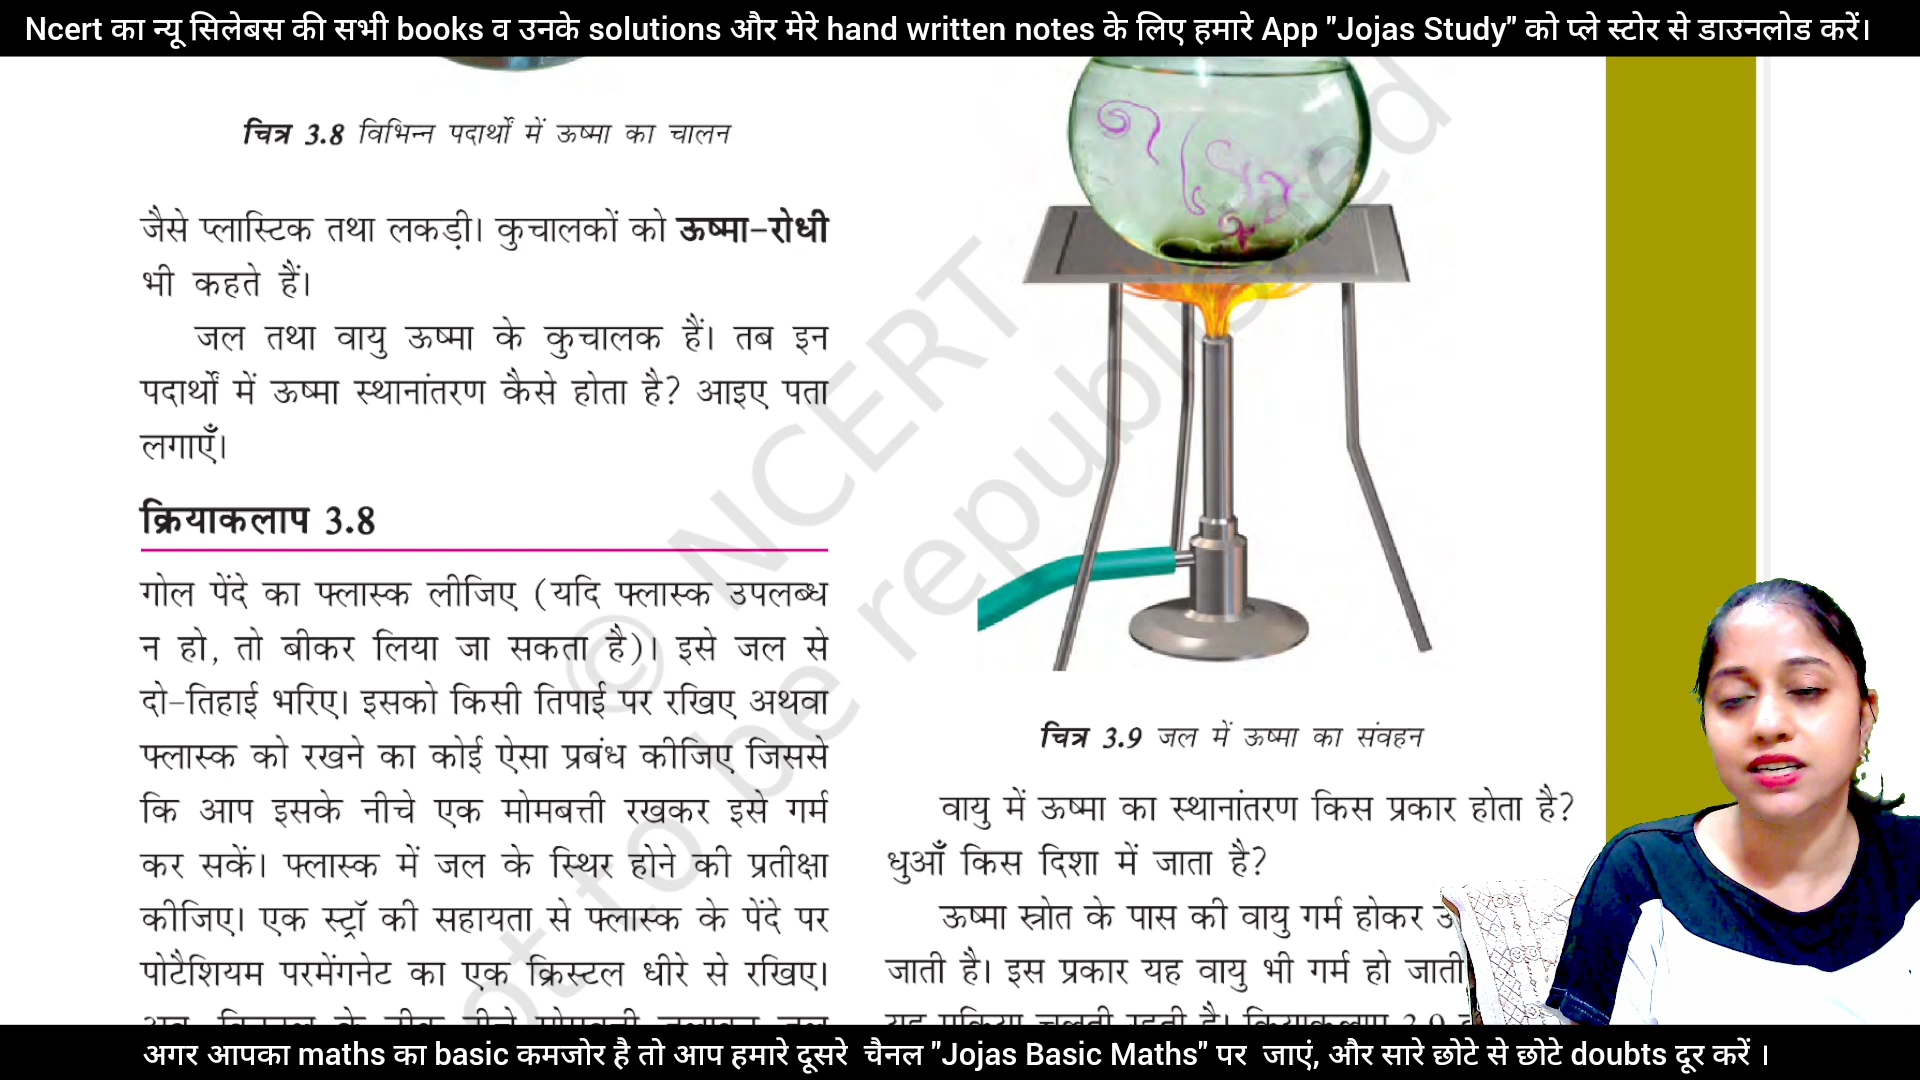 Ncert का न्यू सिलेबस की सभी books व उनके solutions और मेरे hand written notes के लिए हमारे App "Jojas Study" को प्ले स्टोर से डाउनलोड करें।
चित्र 3.8 विभिन्न पदार्थों में ऊष्मा का चालन
जैसे प्लास्टिक तथा लकड़ी। कुचालकों को ऊष्मा-रोधी
भी कहते हैं।
जल तथा वायु ऊष्मा के कुचालक हैं। तब इन
पदार्थों में ऊष्मा स्थानांतरण कैसे होता है? आइए पता
लगाएँ।
क्रियाकलाप 3.8
गोल पेंदे का फ्लास्क लीजिए (यदि फ्लास्क उपलब्ध
न हो, तो बीकर लिया जा सकता है)। इसे जल से
दो-तिहाई भरिए। इसको किसी तिपाई पर रखिए अथवा
फ्लास्क को रखने का कोई ऐसा प्रबंध कीजिए जिससे
कि आप इसके नीचे एक मोमबत्ती रखकर इसे गर्म
कर सकें। फ्लास्क में जल के स्थिर होने की प्रतीक्षा
कीजिए। एक स्ट्रॉ की सहायता से फ्लास्क के पेंदे पर
पोटैशियम परमेंगनेट का एक क्रिस्टल धीरे से रखिए।
चित्र 3.9 जल में ऊष्मा का संवहन
वायु में ऊष्मा का स्थानांतरण किस प्रकार होता है?
धुआँ किस दिशा में जाता है?
ऊष्मा स्रोत के पास की वायु गर्म होकर
जाती है। इस प्रकार यह वायु भी गर्म हो जाती
© NCERT
not to be republished
अगर आपका maths का basic कमजोर है तो आप हमारे दूसरे चैनल "Jojas Basic Maths" पर जाएं, और सारे छोटे से छोटे doubts दूर करें ।